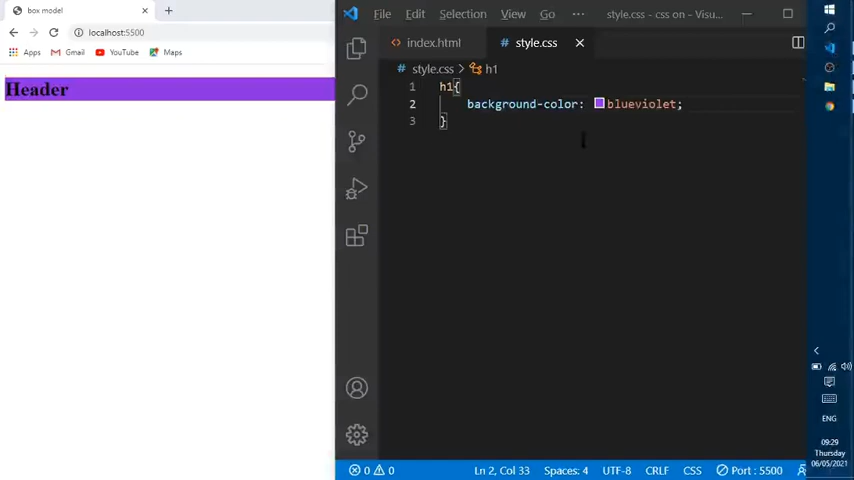 box model
localhost:5500
Apps Gmail YouTube Maps
Header
File Edit Selection View Go ··· style.css - css on - Visu...
index.html # style.css
# style.css > h1
1 h1{
2 background-color: blueviolet;
3 }
0 0 Ln 2, Col 33 Spaces: 4 UTF-8 CRLF CSS Port : 5500
ENG
09:29
Thursday
06/05/2021